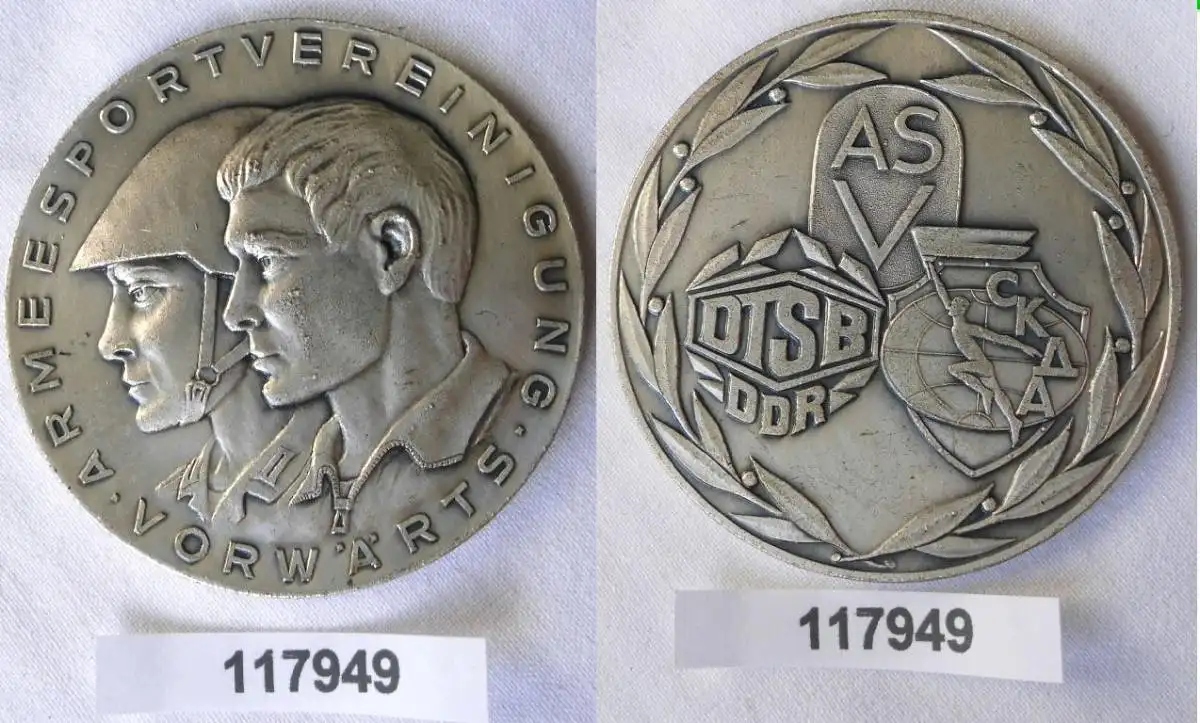 ARMEESPORTVEREINIGUNG
· VORWÄRTS ·
117949
AS
V
DTSB
DDR
СКДА
117949